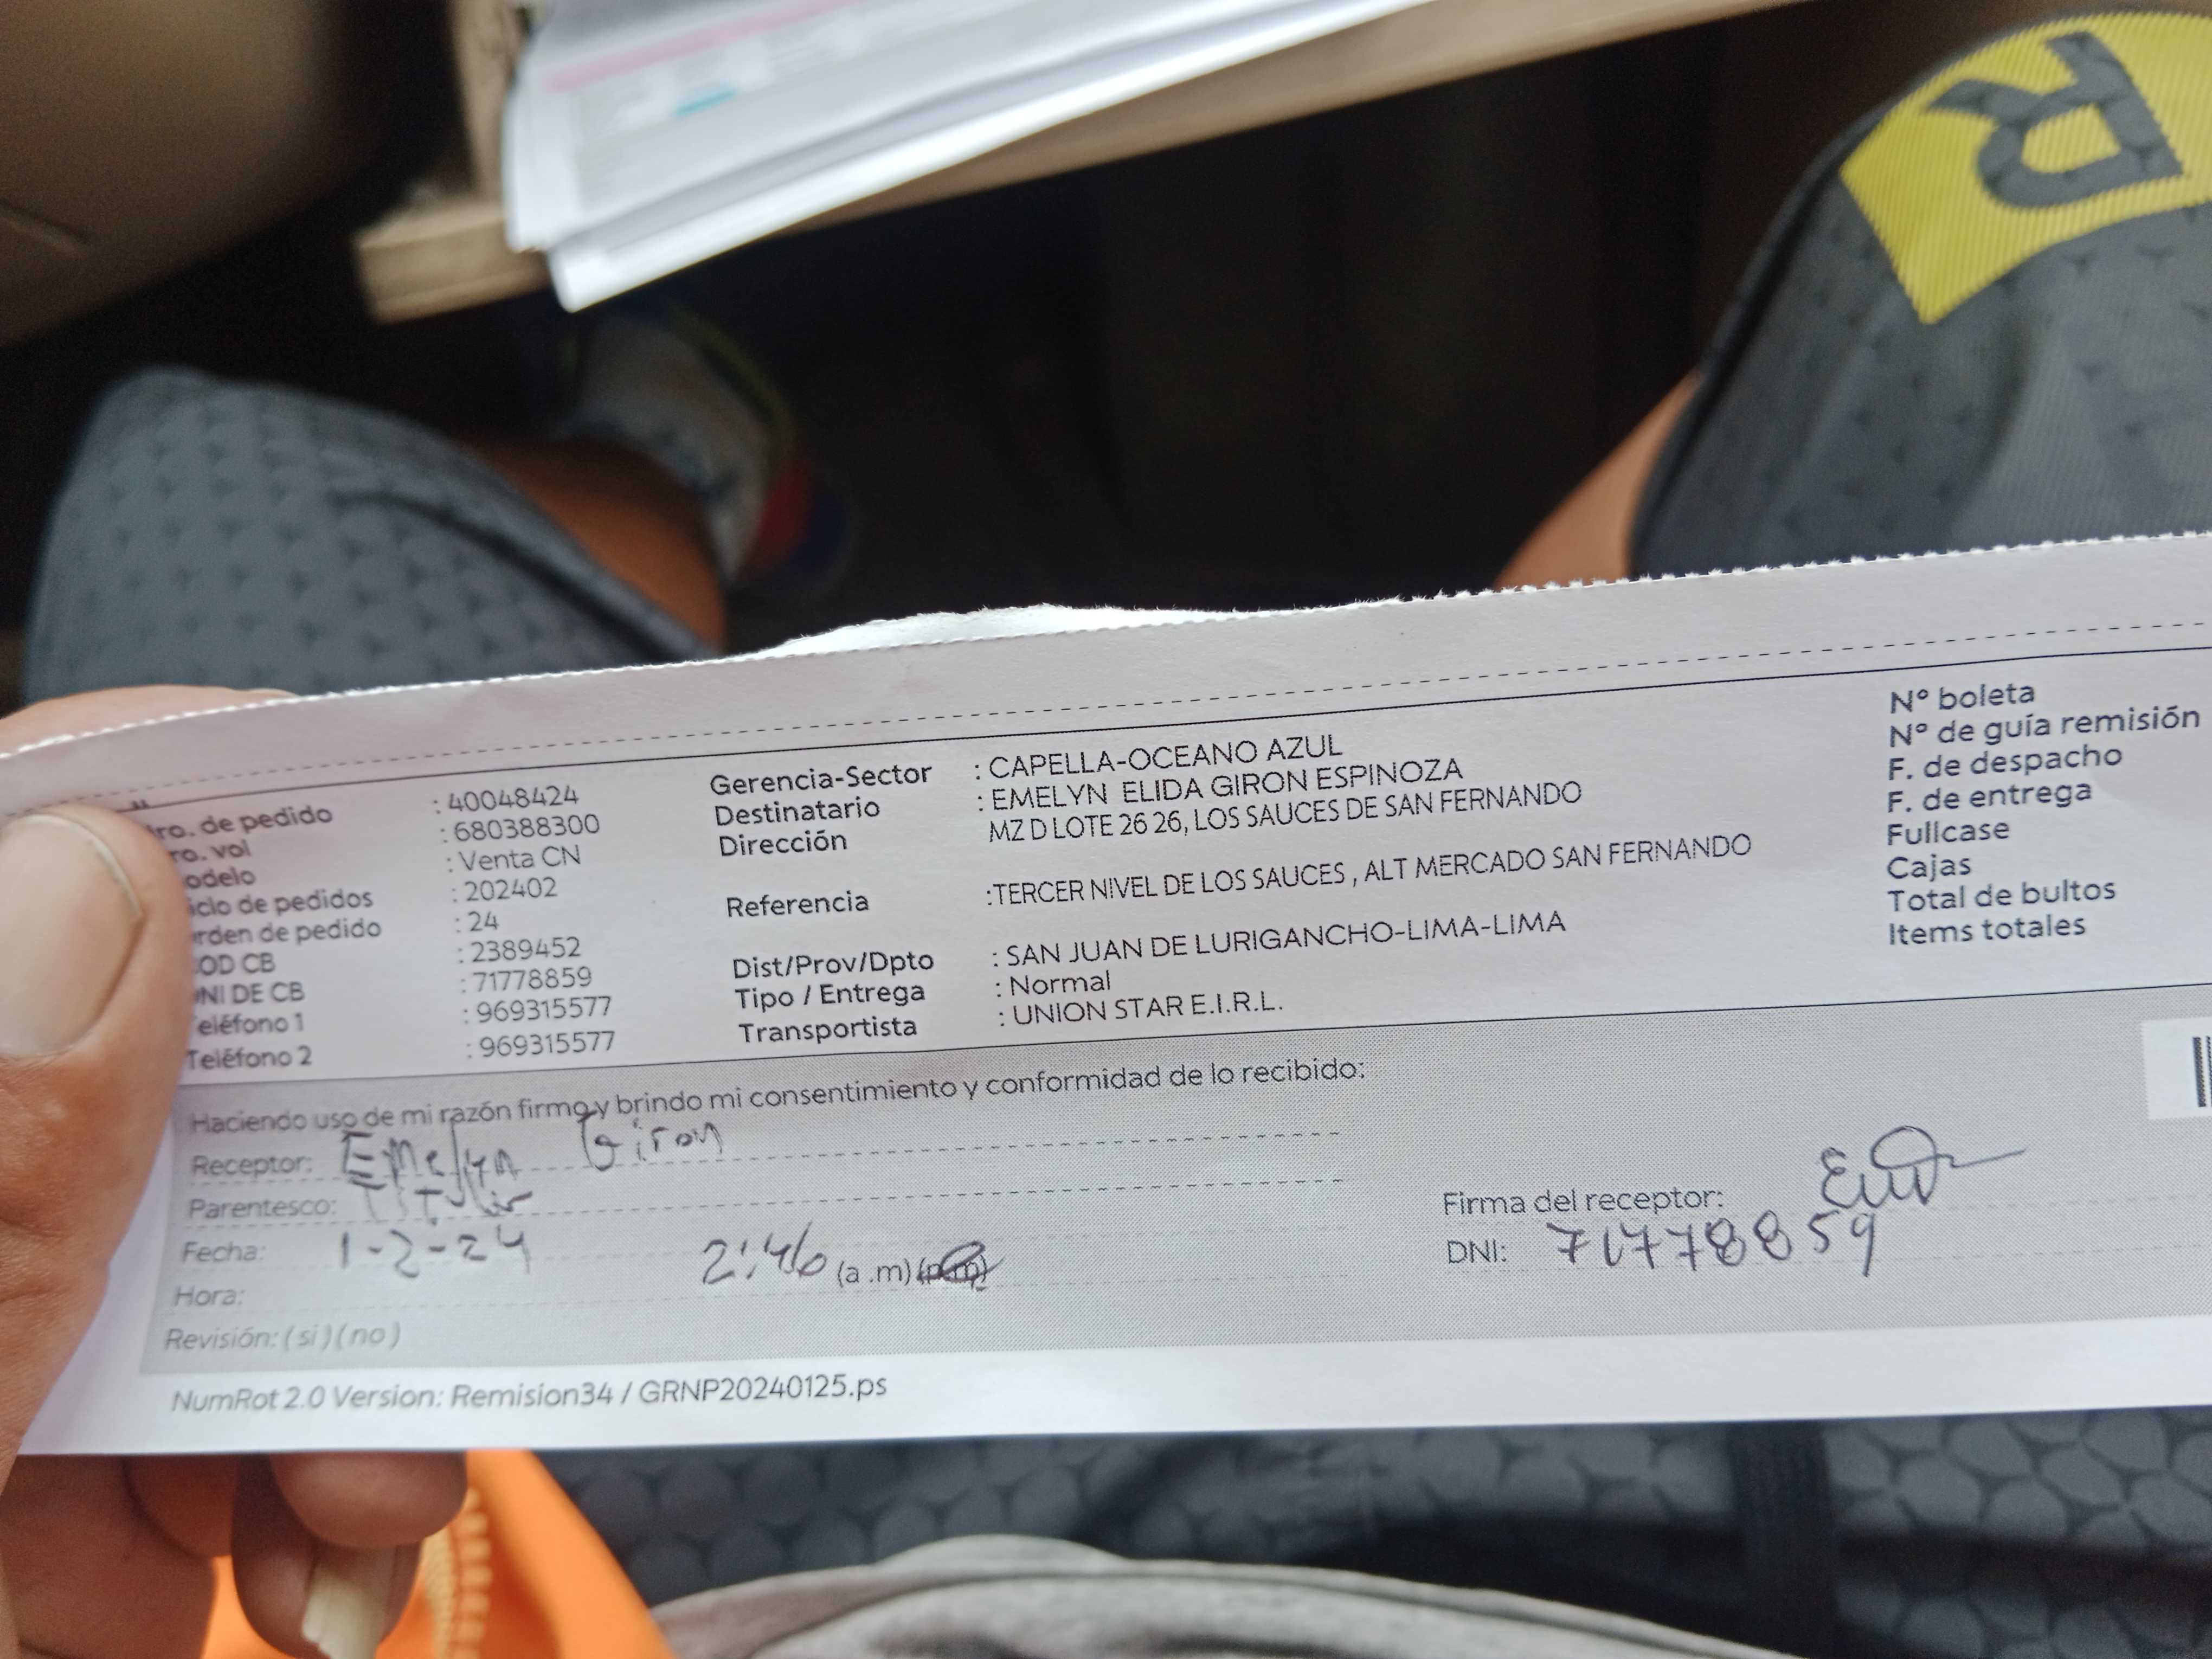 R
ro. de pedido : 40048424
ro. vol : 680388300
odelo : Venta CN
iclo de pedidos : 202402
rden de pedido : 24
OD CB : 2389452
NI DE CB : 71778859
eléfono 1 : 969315577
Teléfono 2 : 969315577
Gerencia-Sector : CAPELLA-OCEANO AZUL
Destinatario : EMELYN ELIDA GIRON ESPINOZA
Dirección MZ D LOTE 26 26, LOS SAUCES DE SAN FERNANDO
Referencia :TERCER NIVEL DE LOS SAUCES , ALT MERCADO SAN FERNANDO
Dist/Prov/Dpto : SAN JUAN DE LURIGANCHO-LIMA-LIMA
Tipo / Entrega : Normal
Transportista : UNION STAR E.I.R.L.
N° boleta
N° de guía remisión
F. de despacho
F. de entrega
Fullcase
Cajas
Total de bultos
Items totales
Haciendo uso de mi razón firmo y brindo mi consentimiento y conformidad de lo recibido:
Receptor: Emelyn Giron
Parentesco: Titular
Fecha: 1-2-24
Hora: 2:46 (a .m) (p.m)
Revisión: ( si ) ( no )
Firma del receptor:
DNI: 71778859
NumRot 2.0 Version: Remision34 / GRNP20240125.ps